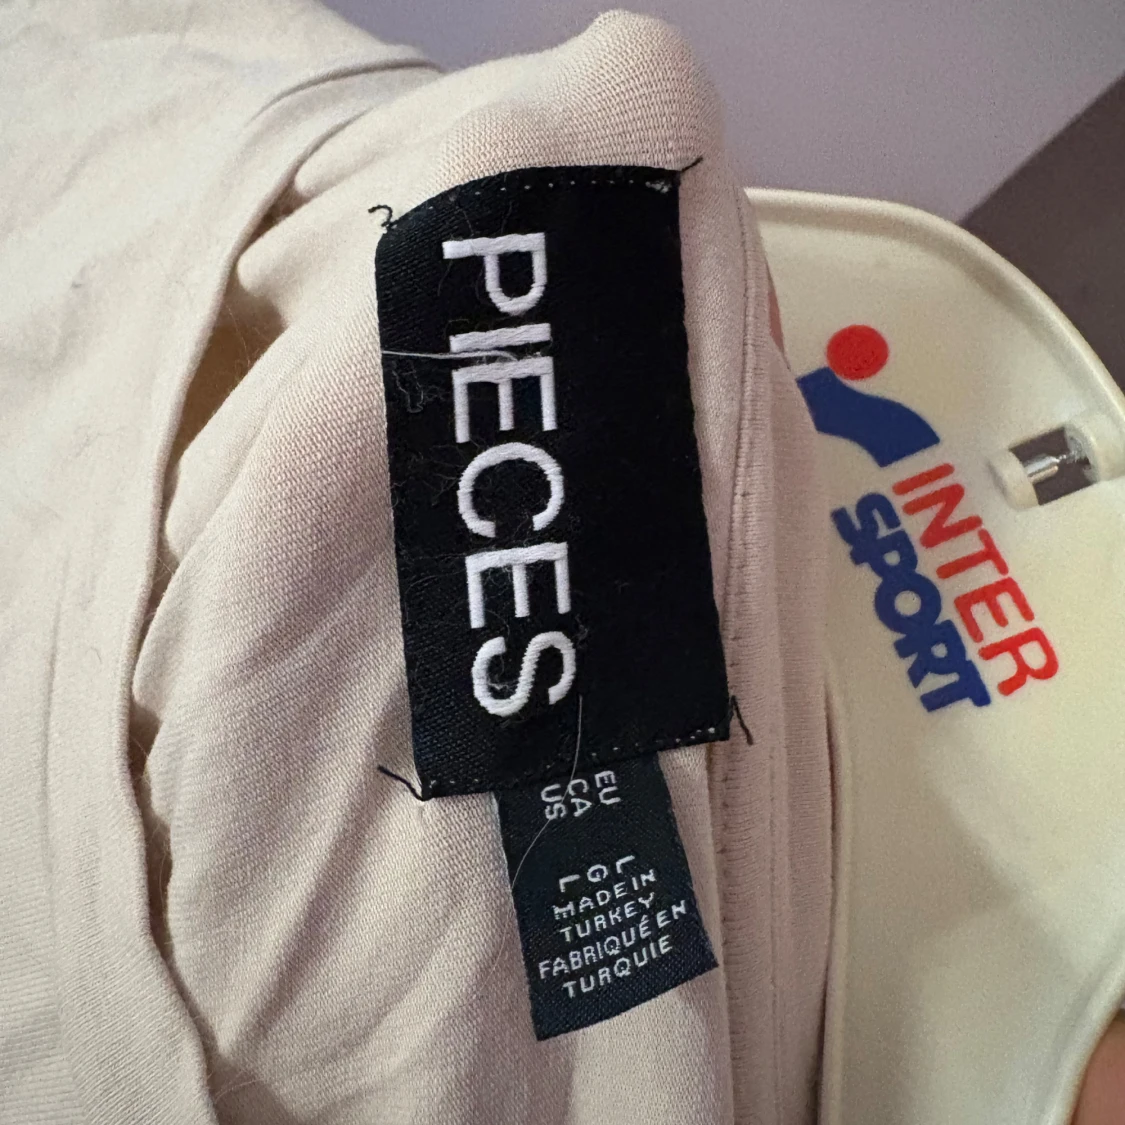 PIECES
EU L
CA G
US L
MADE IN
TURKEY
FABRIQUÉ EN
TURQUIE
INTER
SPORT